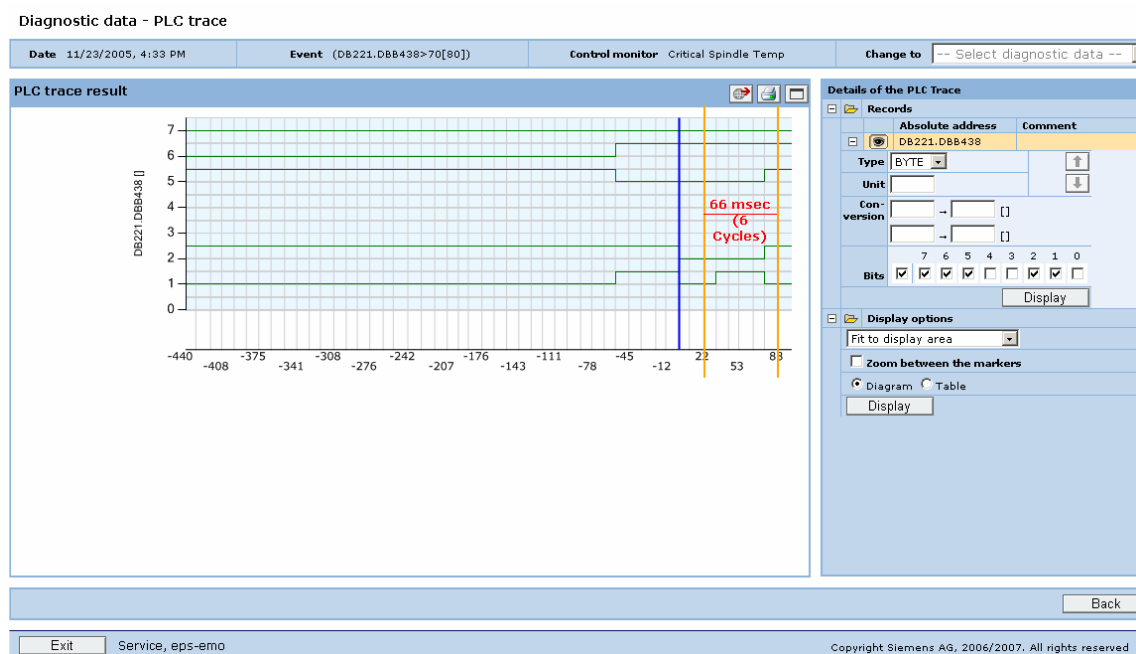 Diagnostic data - PLC trace
Date 11/23/2005, 4:33 PM Event (DB221.DBB438>70[80]) Control monitor Critical Spindle Temp Change to -- Select diagnostic data --
PLC trace result
DB221.DBB438 []
7
6
5
4
3
2
1
0
66 msec
(6
Cycles)
-440 -375 -308 -242 -176 -111 -45 22 83
-408 -341 -276 -207 -143 -78 -12 53
Details of the PLC Trace
Records
Absolute address Comment
DB221.DBB438
Type BYTE
Unit
Con-
version → []
→ []
7 6 5 4 3 2 1 0
Bits
Display
Display options
Fit to display area
Zoom between the markers
Diagram Table
Display
Back
Exit Service, eps-emo Copyright Siemens AG, 2006/2007. All rights reserved